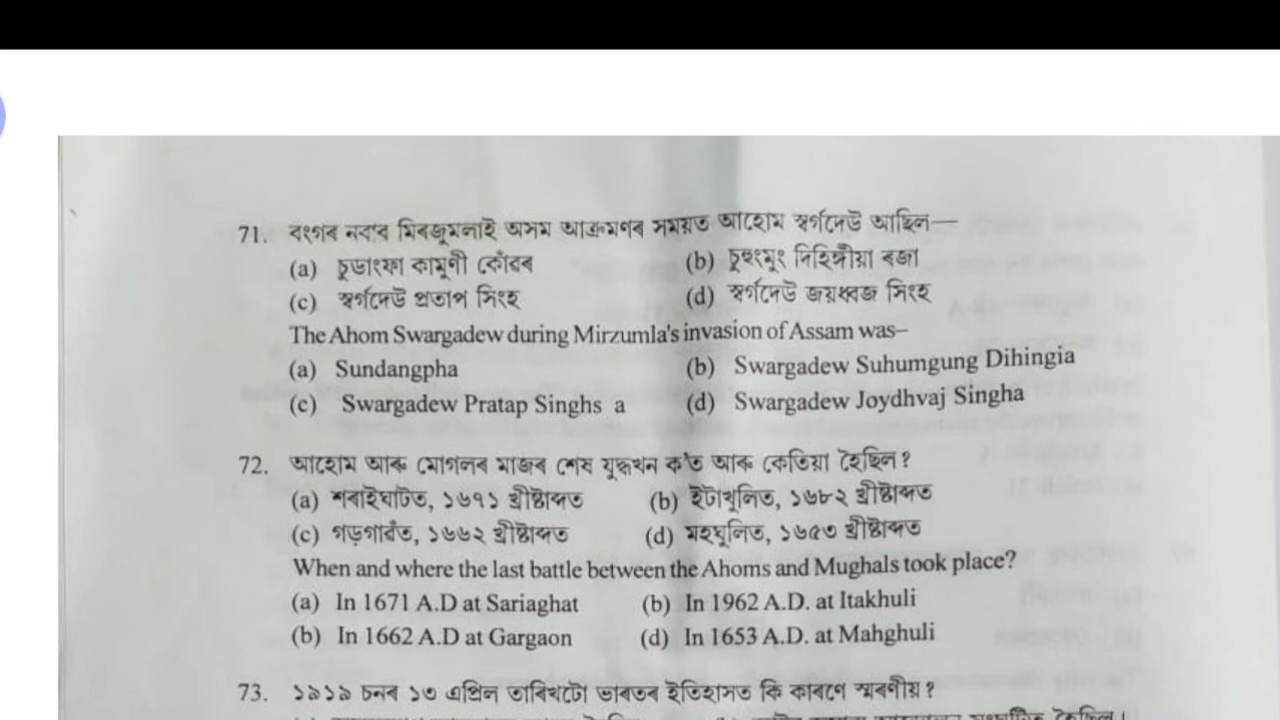 71. বংগৰ নবা'ব মিৰজুমলাই অসম আক্ৰমণৰ সময়ত আহোম স্বৰ্গদেউ আছিল—
(a) চুডাংফা কামূণী কোঁৱৰ (b) চুহুংমুং দিহিঙ্গীয়া ৰজা
(c) স্বৰ্গদেউ প্ৰতাপ সিংহ (d) স্বৰ্গদেউ জয়ধ্বজ সিংহ
The Ahom Swargadew during Mirzumla's invasion of Assam was–
(a) Sundangpha (b) Swargadew Suhumgung Dihingia
(c) Swargadew Pratap Singhs a (d) Swargadew Joydhvaj Singha
72. আহোম আৰু মোগলৰ মাজৰ শেষ যুদ্ধখন ক'ত আৰু কেতিয়া হৈছিল?
(a) শৰাইঘাটত, ১৬৭১ খ্ৰীষ্টাব্দত (b) ইটাখুলিত, ১৬৮২ খ্ৰীষ্টাব্দত
(c) গড়গাৱঁত, ১৬৬২ খ্ৰীষ্টাব্দত (d) মহঘূলিত, ১৬৫৩ খ্ৰীষ্টাব্দত
When and where the last battle between the Ahoms and Mughals took place?
(a) In 1671 A.D at Sariaghat (b) In 1962 A.D. at Itakhuli
(b) In 1662 A.D at Gargaon (d) In 1653 A.D. at Mahghuli
73. ১৯১৯ চনৰ ১৩ এপ্ৰিল তাৰিখটো ভাৰতৰ ইতিহাসত কি কাৰণে স্মৰণীয়?